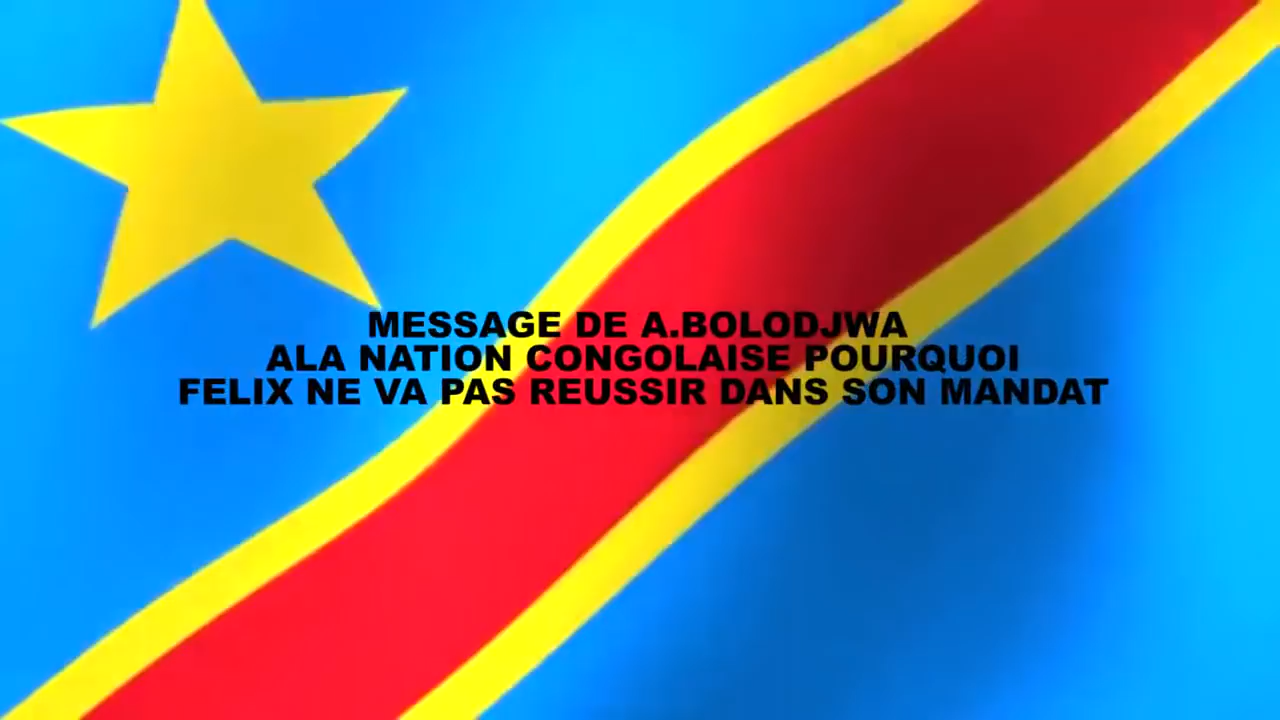 MESSAGE DE A.BOLODJWA
ALA NATION CONGOLAISE POURQUOI
FELIX NE VA PAS REUSSIR DANS SON MANDAT